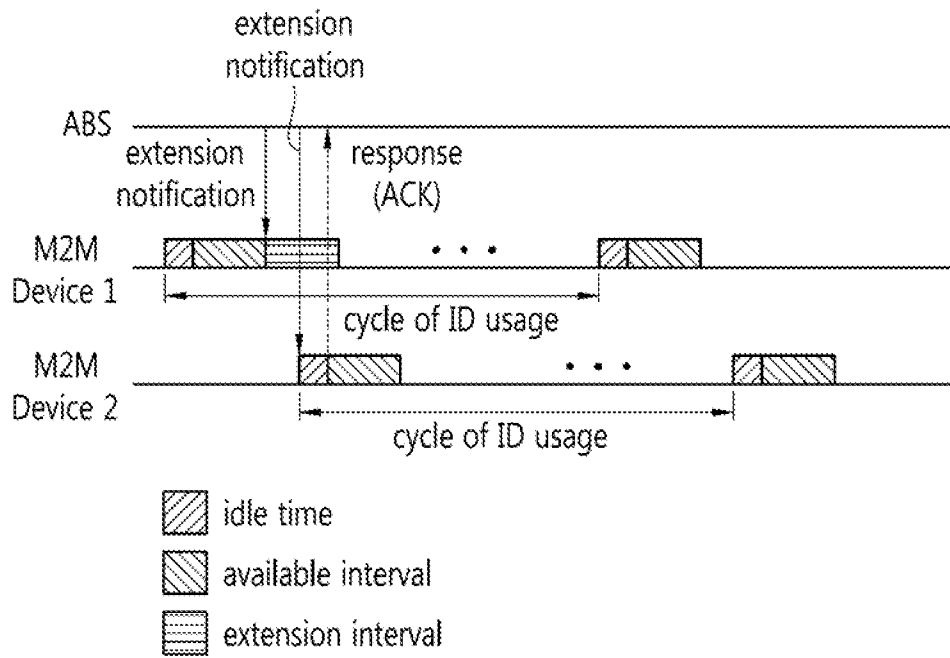 extension
notification
ABS
extension
notification
response
(ACK)
M2M
Device 1
cycle of ID usage
M2M
Device 2
cycle of ID usage
idle time
available interval
extension interval